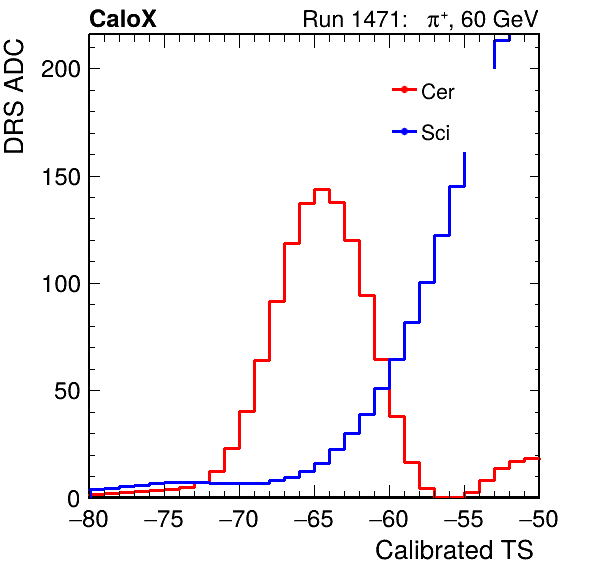 CaloX Run 1471: π⁺, 60 GeV
DRS ADC
200
150
100
50
0
Cer
Sci
−80 −75 −70 −65 −60 −55 −50
Calibrated TS